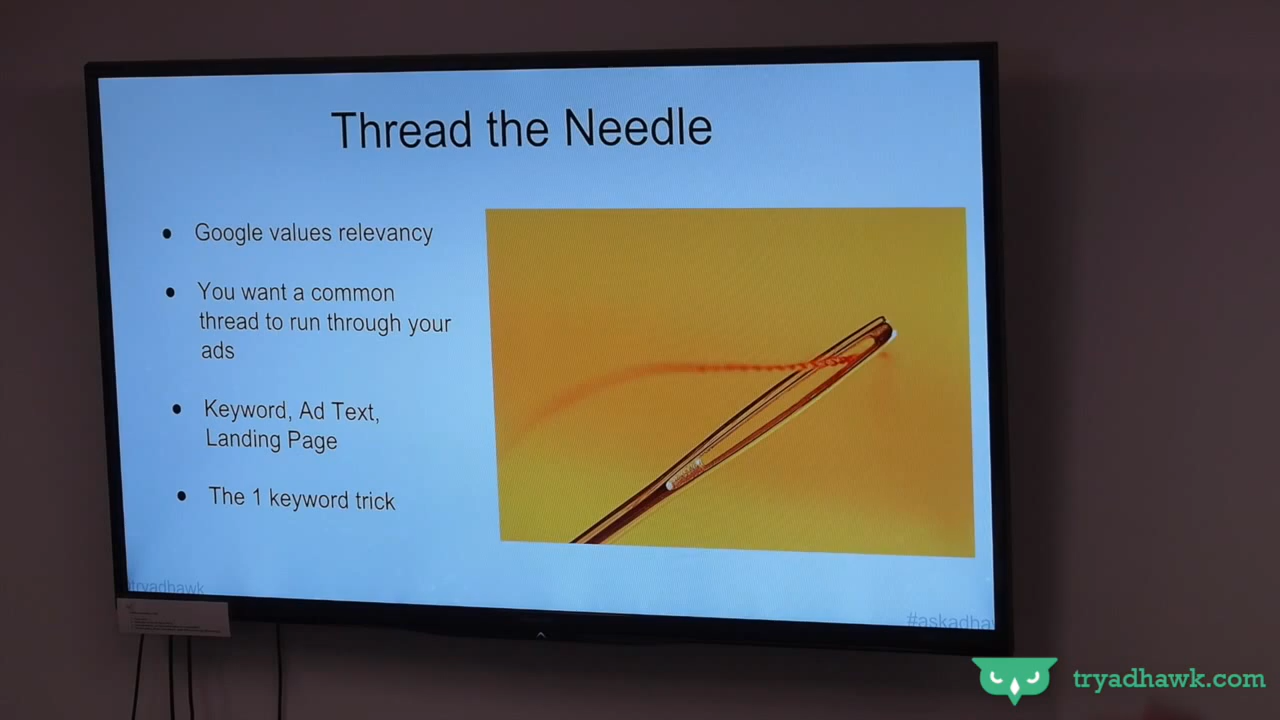 Thread the Needle
Google values relevancy
You want a common
thread to run through your
ads
Keyword, Ad Text,
Landing Page
The 1 keyword trick
tryadhawk
#askadhaw
tryadhawk.com